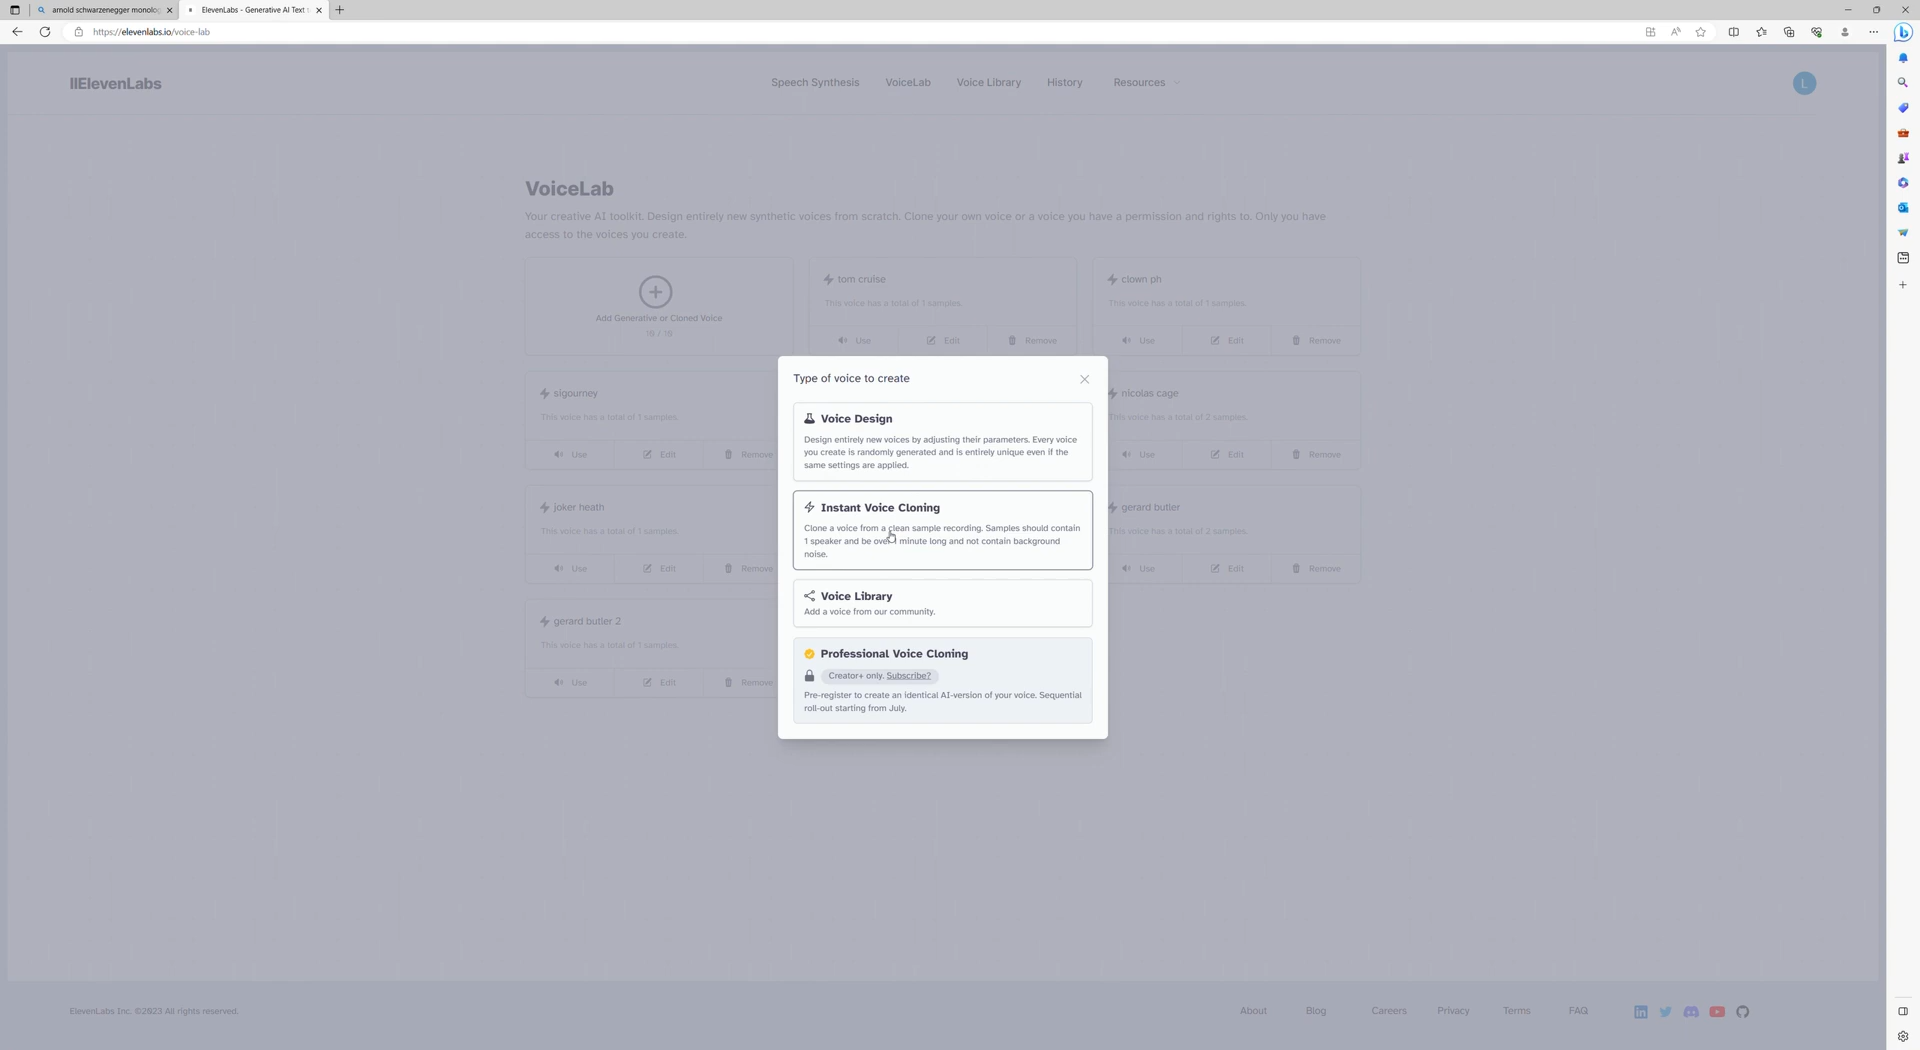 arnold schwarzenegger monolog
ElevenLabs - Generative AI Text
https://elevenlabs.io/voice-lab
IIElevenLabs
Speech Synthesis
VoiceLab
Voice Library
History
Resources
L
VoiceLab
Your creative AI toolkit. Design entirely new synthetic voices from scratch. Clone your own voice or a voice you have a permission and rights to. Only you have
access to the voices you create.
Add Generative or Cloned Voice
10 / 10
tom cruise
This voice has a total of 1 samples.
Use
Edit
Remove
clown ph
This voice has a total of 1 samples.
Use
Edit
Remove
sigourney
This voice has a total of 1 samples.
Use
Edit
Remove
nicolas cage
This voice has a total of 2 samples.
Use
Edit
Remove
joker heath
This voice has a total of 1 samples.
Use
Edit
Remove
gerard butler
This voice has a total of 2 samples.
Use
Edit
Remove
gerard butler 2
This voice has a total of 1 samples.
Use
Edit
Remove
Type of voice to create
Voice Design
Design entirely new voices by adjusting their parameters. Every voice
you create is randomly generated and is entirely unique even if the
same settings are applied.
Instant Voice Cloning
Clone a voice from a clean sample recording. Samples should contain
1 speaker and be over 1 minute long and not contain background
noise.
Voice Library
Add a voice from our community.
Professional Voice Cloning
Creator+ only. Subscribe?
Pre-register to create an identical AI-version of your voice. Sequential
roll-out starting from July.
ElevenLabs Inc. ©2023 All rights reserved.
About
Blog
Careers
Privacy
Terms
FAQ